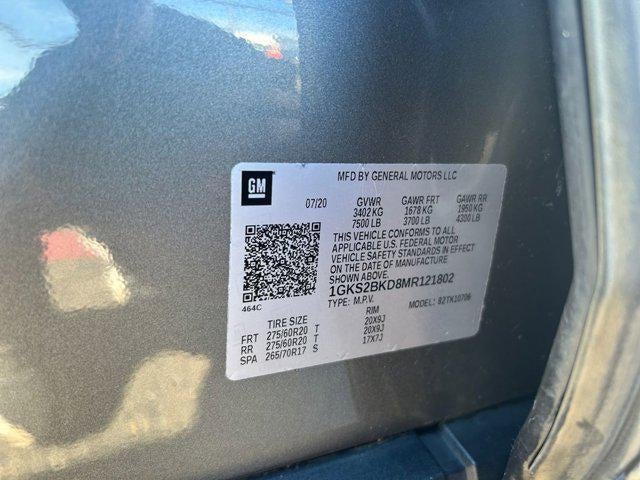 GM
MFD BY GENERAL MOTORS LLC
07/20 GVWR GAWR FRT GAWR RR
3402 KG 1678 KG 1950 KG
7500 LB 3700 LB 4300 LB
THIS VEHICLE CONFORMS TO ALL
APPLICABLE U.S. FEDERAL MOTOR
VEHICLE SAFETY STANDARDS IN EFFECT
ON THE DATE OF MANUFACTURE
SHOWN ABOVE.
1GKS2BKD8MR121802
464C TYPE: M.P.V. MODEL: 82TK10706
TIRE SIZE RIM
FRT 275/60R20 T 20X9J
RR 275/60R20 T 20X9J
SPA 265/70R17 S 17X7J